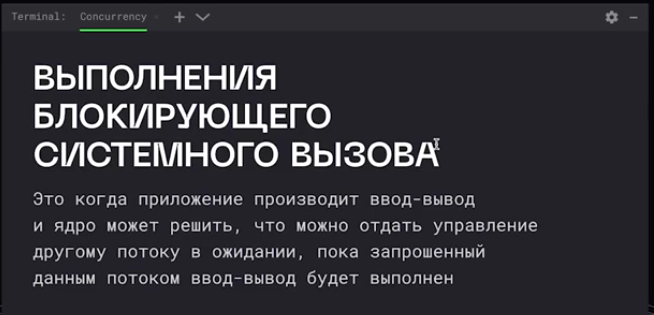 Terminal: Concurrency
ВЫПОЛНЕНИЯ
БЛОКИРУЮЩЕГО
СИСТЕМНОГО ВЫЗОВА
Это когда приложение производит ввод-вывод
и ядро может решить, что можно отдать управление
другому потоку в ожидании, пока запрошенный
данным потоком ввод-вывод будет выполнен